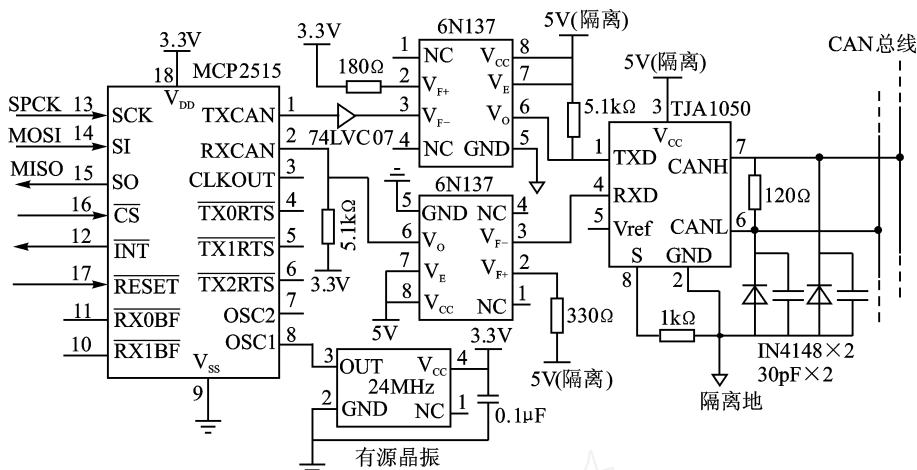 6N137
3.3V
5V(隔离)
CAN总线
1
NC
VCC
8
3.3V
MCP2515
180Ω
2
VF+
VE
7
5V(隔离)
18
VDD
SPCK
13
SCK
TXCAN
1
3
VF−
VO
6
5.1kΩ
3
TJA1050
MOSI
14
SI
RXCAN
2
74LVC07
4
NC
GND
5
1
TXD
VCC
CANH
7
MISO
15
SO
CLKOUT
3
6N137
16
CS
TX0RTS
4
5.1kΩ
5
GND
NC
4
4
RXD
120Ω
12
INT
TX1RTS
5
6
VO
VF−
3
5
Vref
CANL
6
17
RESET
TX2RTS
6
3.3V
7
VE
VF+
2
S
GND
11
RX0BF
OSC2
7
8
VCC
NC
1
8
2
10
RX1BF
OSC1
8
5V
330Ω
1kΩ
VSS
9
3.3V
3
OUT
VCC
4
5V(隔离)
IN4148×2
24MHz
30pF×2
2
GND
NC
1
0.1μF
隔离地
有源晶振